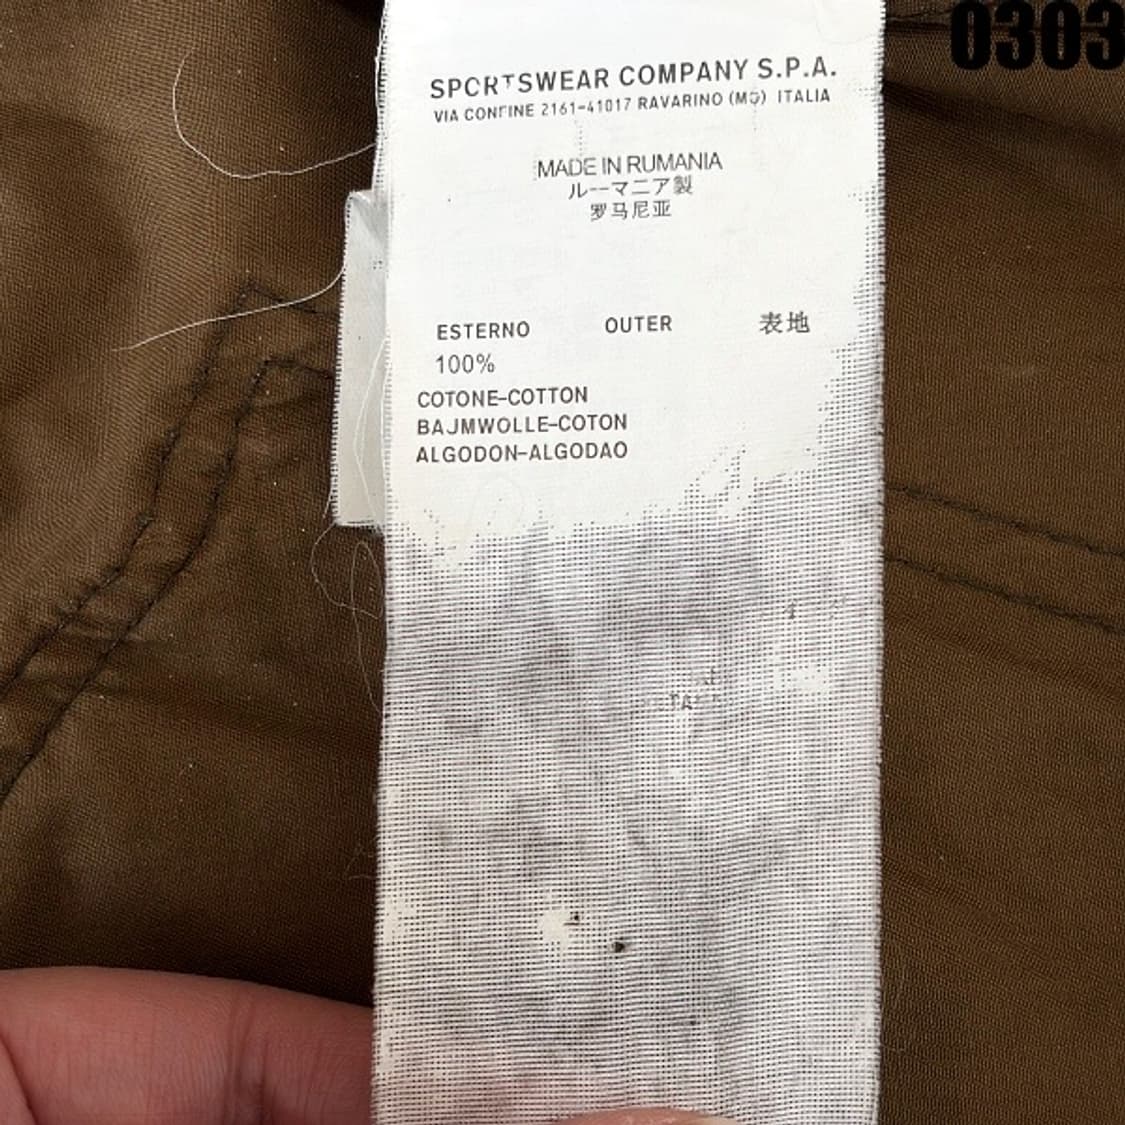 0303
SPORTSWEAR COMPANY S.P.A.
VIA CONFINE 2161-41017 RAVARINO (MO) ITALIA
MADE IN RUMANIA
ルーマニア製
罗马尼亚
ESTERNO OUTER 表地
100%
COTONE-COTTON
BAJMWOLLE-COTON
ALGODON-ALGODAO